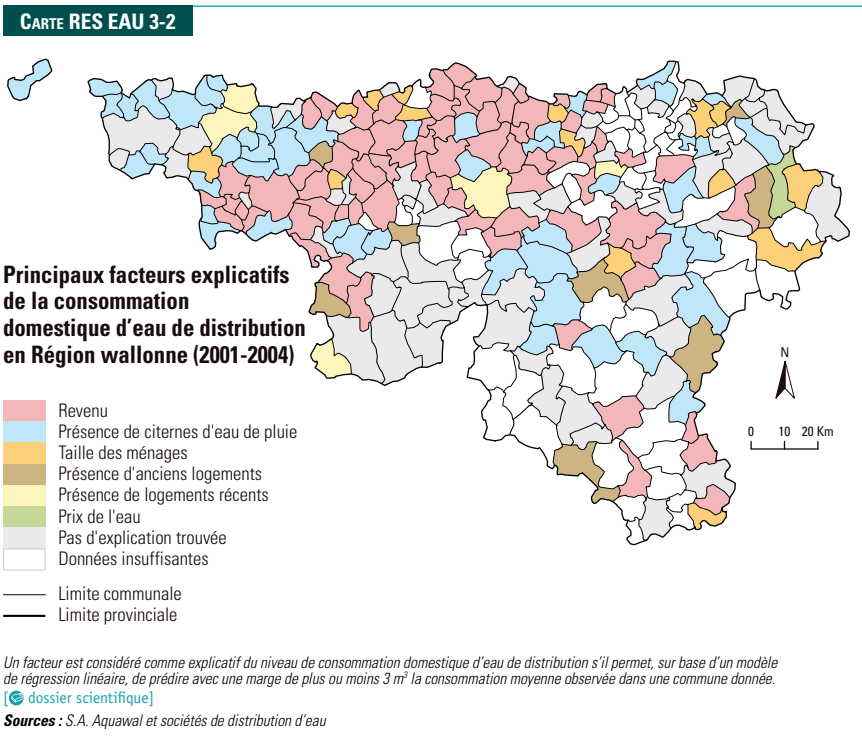 CARTE RES EAU 3-2
Principaux facteurs explicatifs
de la consommation
domestique d'eau de distribution
en Région wallonne (2001-2004)
Revenu
Présence de citernes d'eau de pluie
Taille des ménages
Présence d'anciens logements
Présence de logements récents
Prix de l'eau
Pas d'explication trouvée
Données insuffisantes
Limite communale
Limite provinciale
N
0 10 20 Km
Un facteur est considéré comme explicatif du niveau de consommation domestique d'eau de distribution s'il permet, sur base d'un modèle
de régression linéaire, de prédire avec une marge de plus ou moins 3 m³ la consommation moyenne observée dans une commune donnée.
[dossier scientifique]
Sources : S.A. Aquawal et sociétés de distribution d'eau